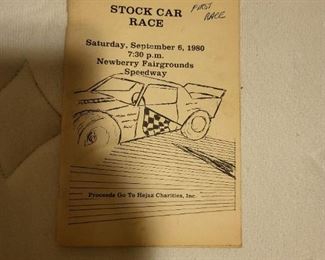 STOCK CAR
RACE
FIRST
RACE
Saturday, September 6, 1980
7:30 p.m.
Newberry Fairgrounds
Speedway
Proceeds Go To Hejaz Charities, Inc.